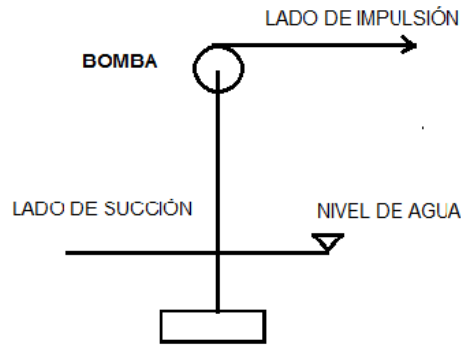 LADO DE IMPULSIÓN
BOMBA
LADO DE SUCCIÓN
NIVEL DE AGUA